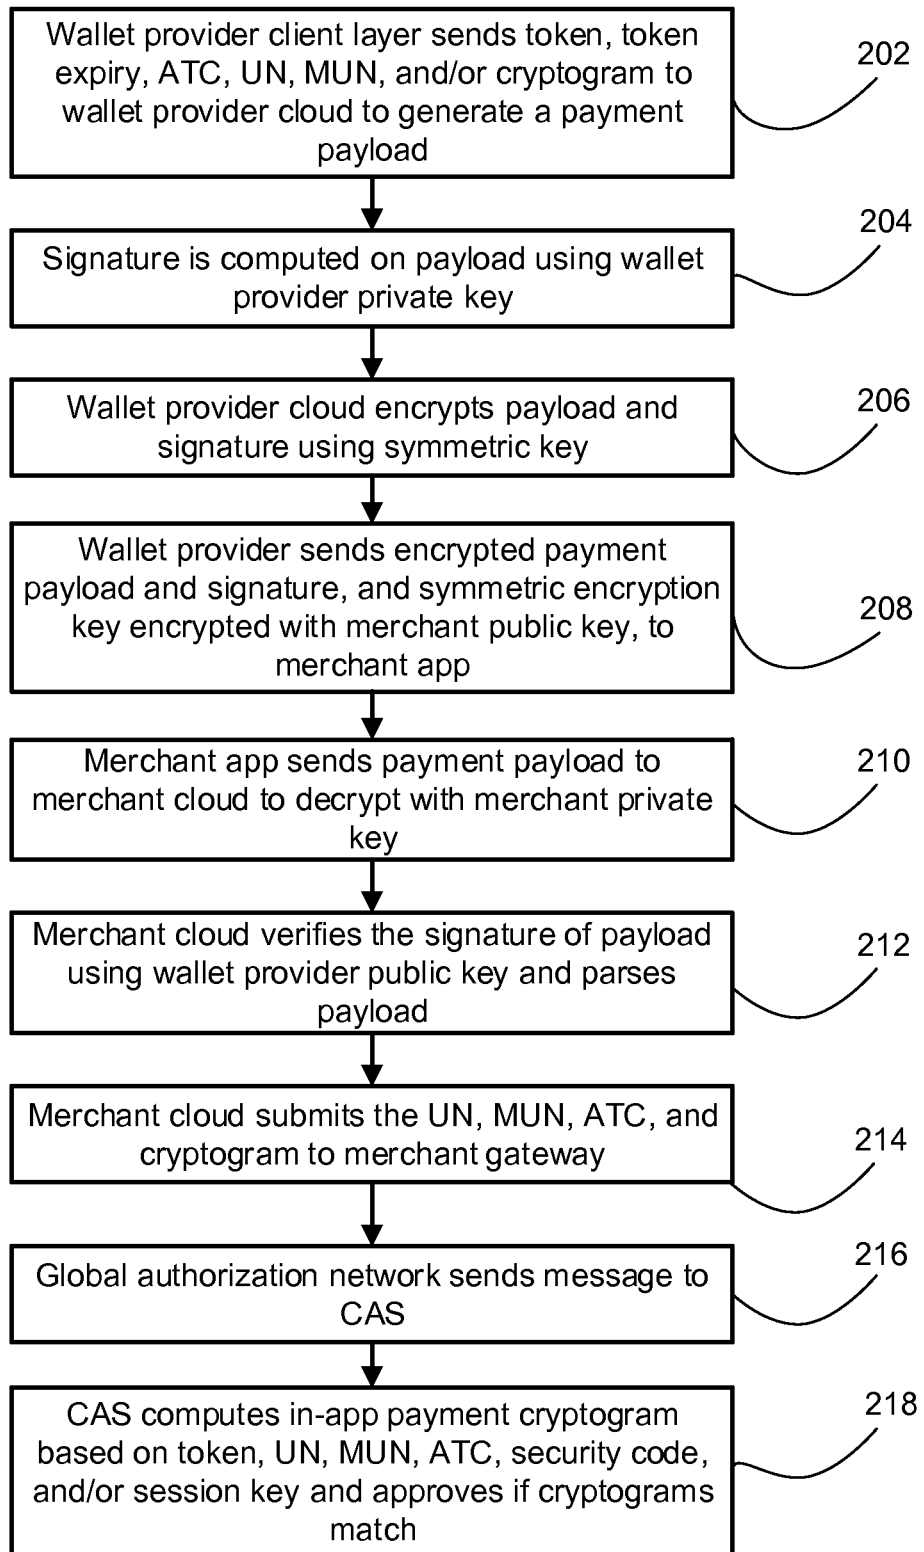 Wallet provider client layer sends token, token
expiry, ATC, UN, MUN, and/or cryptogram to
wallet provider cloud to generate a payment
payload
202
Signature is computed on payload using wallet
provider private key
204
Wallet provider cloud encrypts payload and
signature using symmetric key
206
Wallet provider sends encrypted payment
payload and signature, and symmetric encryption
key encrypted with merchant public key, to
merchant app
208
Merchant app sends payment payload to
merchant cloud to decrypt with merchant private
key
210
Merchant cloud verifies the signature of payload
using wallet provider public key and parses
payload
212
Merchant cloud submits the UN, MUN, ATC, and
cryptogram to merchant gateway
214
Global authorization network sends message to
CAS
216
CAS computes in-app payment cryptogram
based on token, UN, MUN, ATC, security code,
and/or session key and approves if cryptograms
match
218